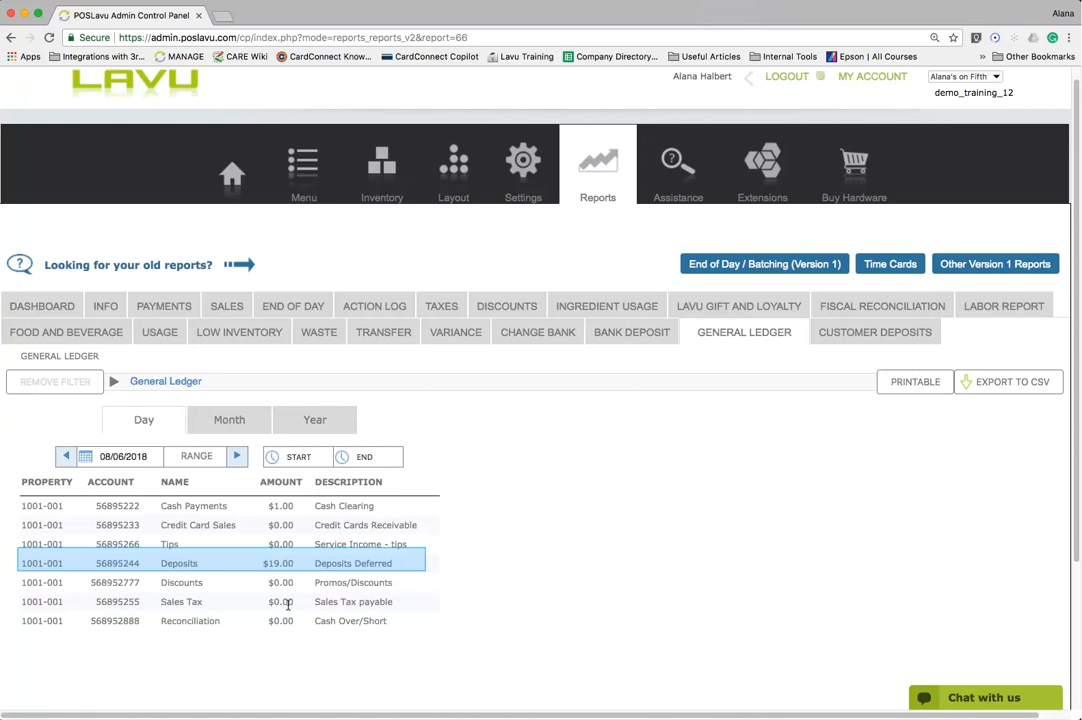 POSLavu Admin Control Panel
Alana
Secure https://admin.poslavu.com/cp/index.php?mode=reports_reports_v2&report=66
Apps Integrations with 3r... MANAGE CARE Wiki CardConnect Know... CardConnect Copilot Lavu Training Company Directory... Useful Articles Internal Tools Epson | All Courses » Other Bookmarks
LAVU
Alana Halbert LOGOUT MY ACCOUNT Alana's on Fifth
demo_training_12
Menu Inventory Layout Settings Reports Assistance Extensions Buy Hardware
Looking for your old reports? End of Day / Batching (Version 1) Time Cards Other Version 1 Reports
DASHBOARD INFO PAYMENTS SALES END OF DAY ACTION LOG TAXES DISCOUNTS INGREDIENT USAGE LAVU GIFT AND LOYALTY FISCAL RECONCILIATION LABOR REPORT
FOOD AND BEVERAGE USAGE LOW INVENTORY WASTE TRANSFER VARIANCE CHANGE BANK BANK DEPOSIT GENERAL LEDGER CUSTOMER DEPOSITS
GENERAL LEDGER
REMOVE FILTER General Ledger PRINTABLE EXPORT TO CSV
Day Month Year
08/06/2018 RANGE START END
PROPERTY ACCOUNT NAME AMOUNT DESCRIPTION
1001-001 56895222 Cash Payments $1.00 Cash Clearing
1001-001 56895233 Credit Card Sales $0.00 Credit Cards Receivable
1001-001 56895266 Tips $0.00 Service Income - tips
1001-001 56895244 Deposits $19.00 Deposits Deferred
1001-001 568952777 Discounts $0.00 Promos/Discounts
1001-001 56895255 Sales Tax $0.00 Sales Tax payable
1001-001 568952888 Reconciliation $0.00 Cash Over/Short
Chat with us